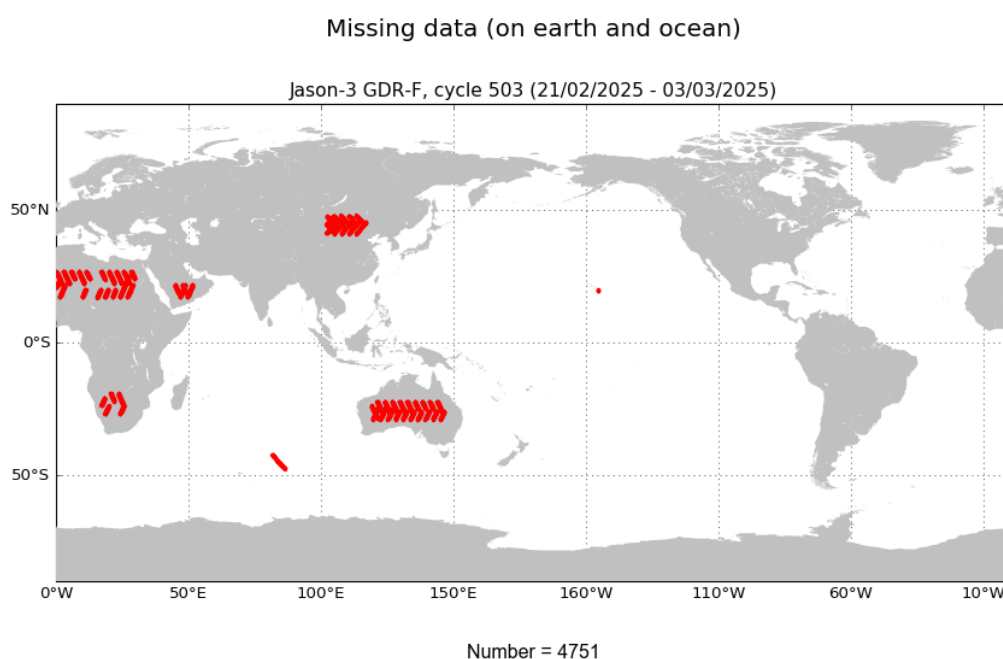 Missing data (on earth and ocean)
Jason-3 GDR-F, cycle 503 (21/02/2025 - 03/03/2025)
50°N
0°S
50°S
0°W 50°E 100°E 150°E 160°W 110°W 60°W 10°W
Number = 4751